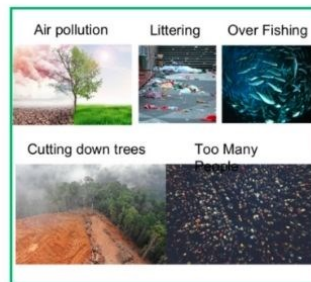 Air pollution
Littering
Over Fishing
Cutting down trees
Too Many
People